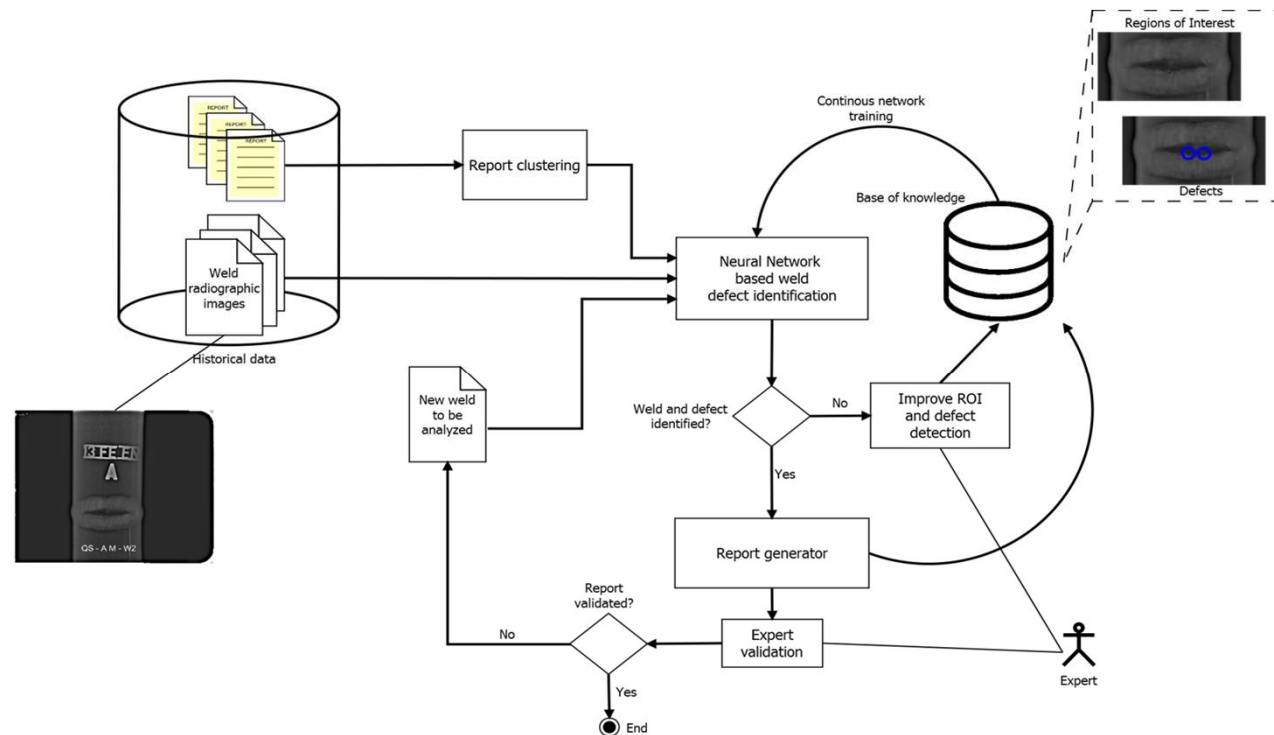 Regions of Interest
Defects
Continous network
training
Base of knowledge
REPORT
REPORT
REPORT
Report clustering
Weld
radiographic
images
Historical data
Neural Network
based weld
defect identification
New weld
to be
analyzed
Weld and defect
identified?
No
Improve ROI
and defect
detection
Yes
A
QS - A M - W2
Report generator
Report
validated?
No
Expert
validation
Expert
Yes
End